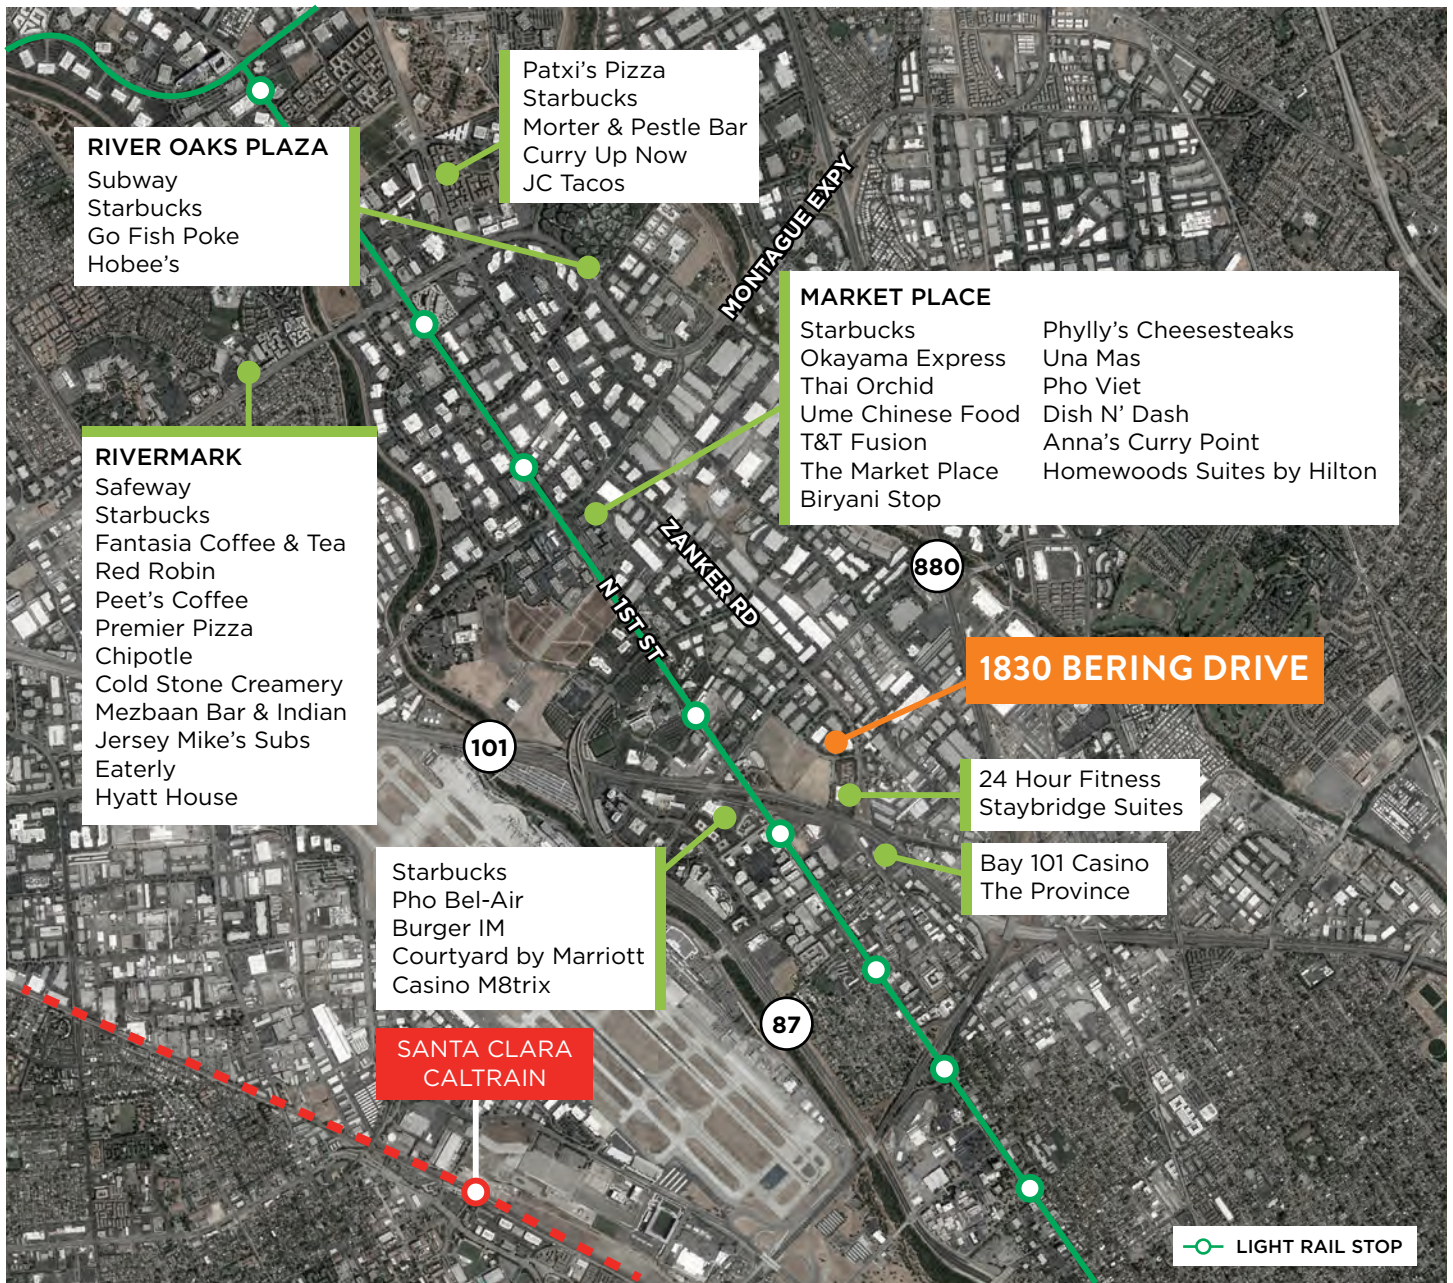 Patxi's Pizza
Starbucks
Morter & Pestle Bar
Curry Up Now
JC Tacos
RIVER OAKS PLAZA
Subway
Starbucks
Go Fish Poke
Hobee's
MONTAGUE EXPY
MARKET PLACE
Starbucks
Okayama Express
Thai Orchid
Ume Chinese Food
T&T Fusion
The Market Place
Biryani Stop
Phylly's Cheesesteaks
Una Mas
Pho Viet
Dish N' Dash
Anna's Curry Point
Homewoods Suites by Hilton
RIVERMARK
Safeway
Starbucks
Fantasia Coffee & Tea
Red Robin
Peet's Coffee
Premier Pizza
Chipotle
Cold Stone Creamery
Mezbaan Bar & Indian
Jersey Mike's Subs
Eaterly
Hyatt House
ZANKER RD
880
N 1ST ST
1830 BERING DRIVE
101
24 Hour Fitness
Staybridge Suites
Bay 101 Casino
The Province
Starbucks
Pho Bel-Air
Burger IM
Courtyard by Marriott
Casino M8trix
87
SANTA CLARA
CALTRAIN
LIGHT RAIL STOP